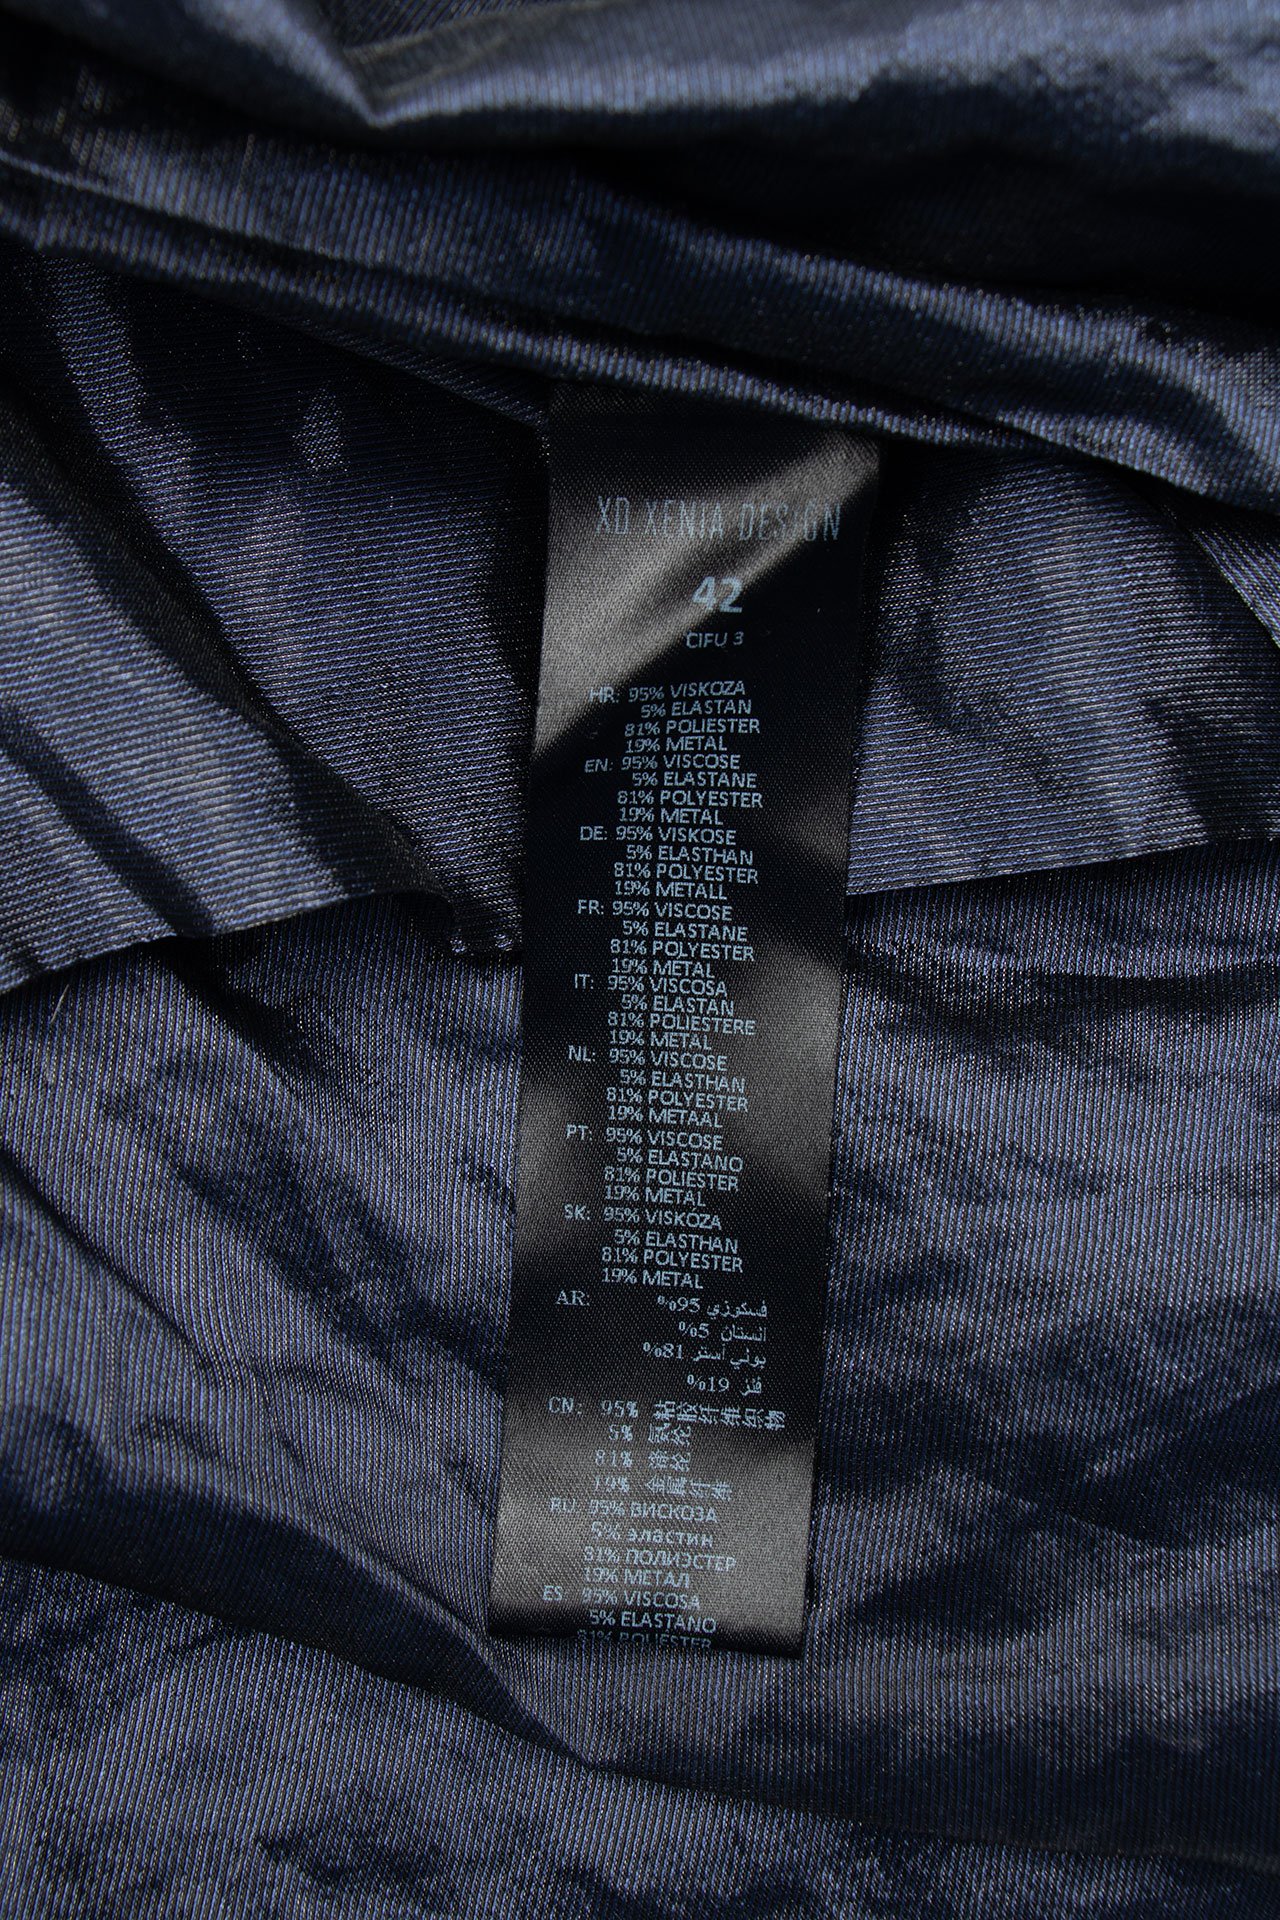 XD XENIA DESIGN
42
CIFU 3
HR: 95% VISKOZA
5% ELASTAN
81% POLIESTER
19% METAL
EN: 95% VISCOSE
5% ELASTANE
81% POLYESTER
19% METAL
DE: 95% VISKOSE
5% ELASTHAN
81% POLYESTER
19% METALL
FR: 95% VISCOSE
5% ELASTANE
81% POLYESTER
19% METAL
IT: 95% VISCOSA
5% ELASTAN
81% POLIESTERE
19% METAL
NL: 95% VISCOSE
5% ELASTHAN
81% POLYESTER
19% METAAL
PT: 95% VISCOSE
5% ELASTANO
81% POLIESTER
19% METAL
SK: 95% VISKÓZA
5% ELASTHAN
81% POLYESTER
19% METAL
AR: فسكوزي 95%
الستان 5%
بولي استر 81%
فلز 19%
CN: 95%
5%
81%
19%
RU: 95% ВИСКОЗА
5% эластин
81% ПОЛИЭСТЕР
19% МЕТАЛ
ES: 95% VISCOSA
5% ELASTANO
81% POLIÉSTER